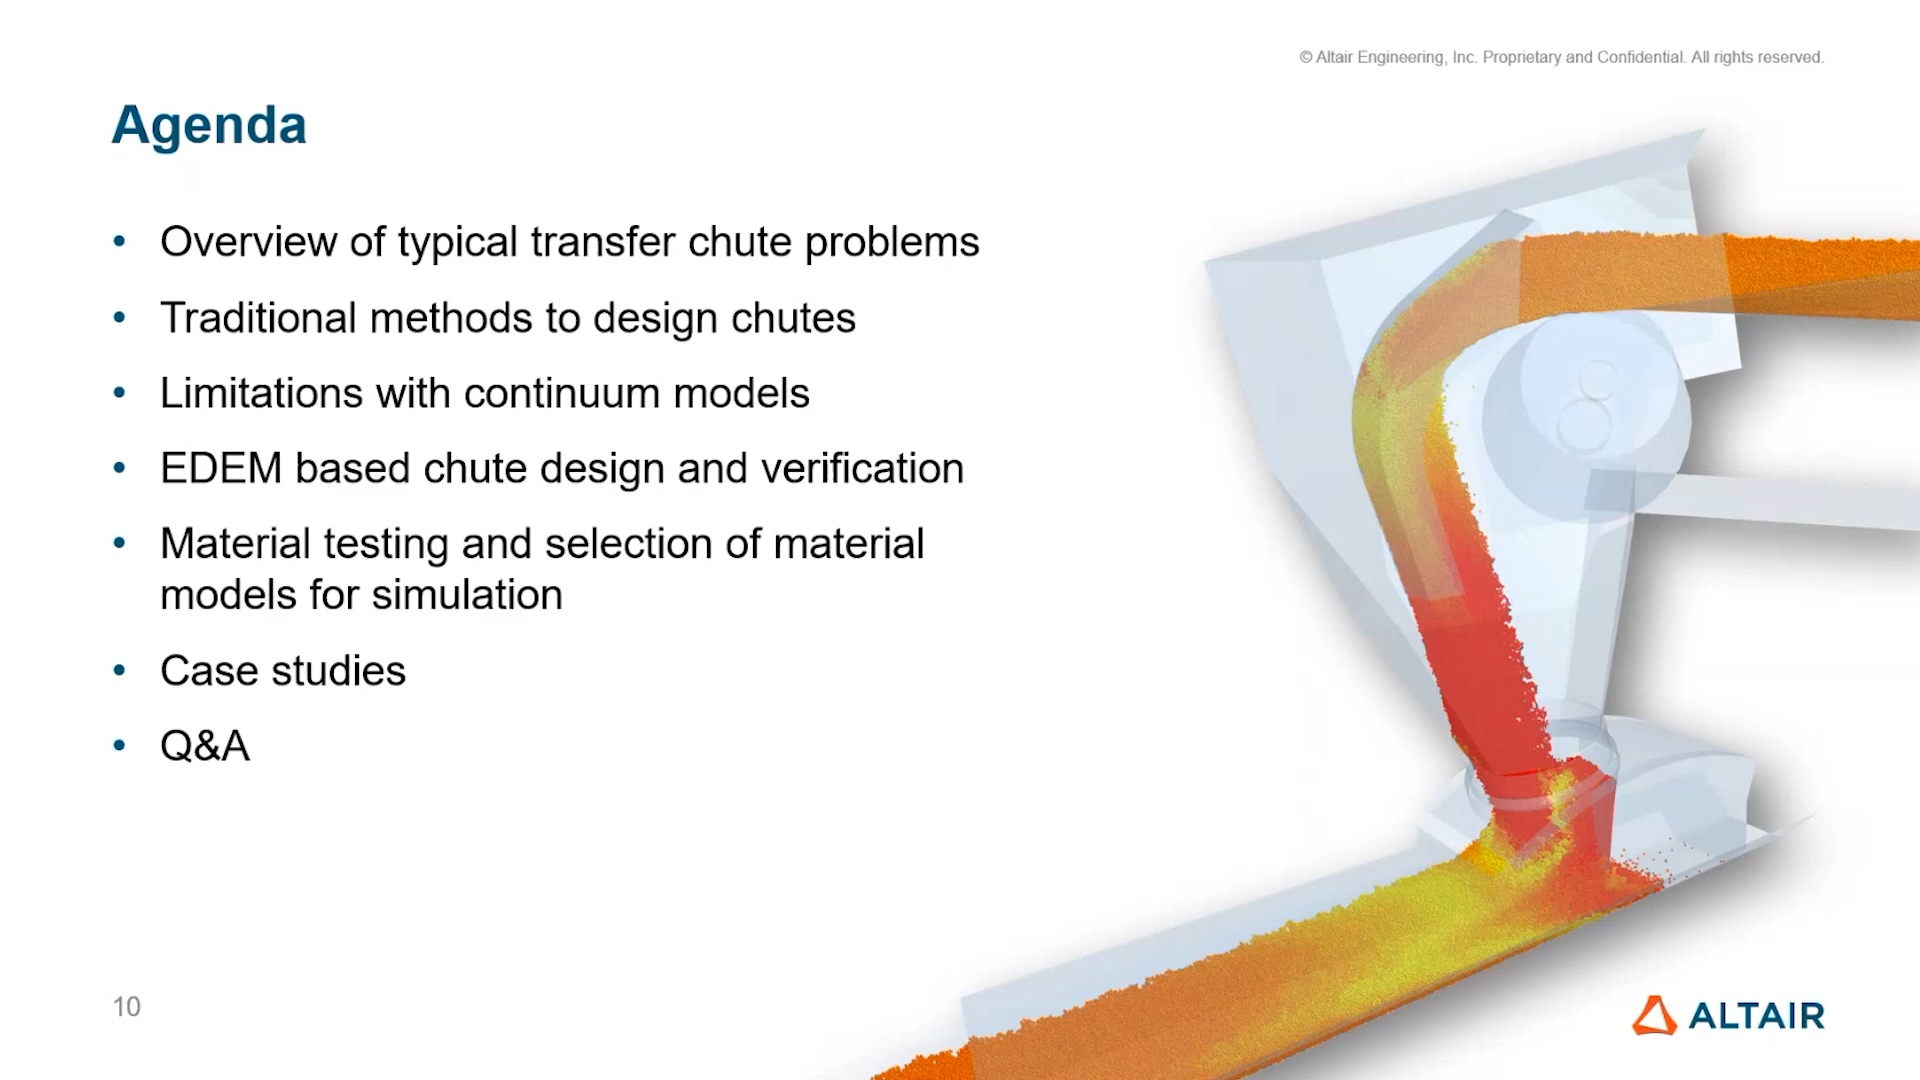 © Altair Engineering, Inc. Proprietary and Confidential. All rights reserved.
Agenda
• Overview of typical transfer chute problems
• Traditional methods to design chutes
• Limitations with continuum models
• EDEM based chute design and verification
• Material testing and selection of material
models for simulation
• Case studies
• Q&A
10
ALTAIR